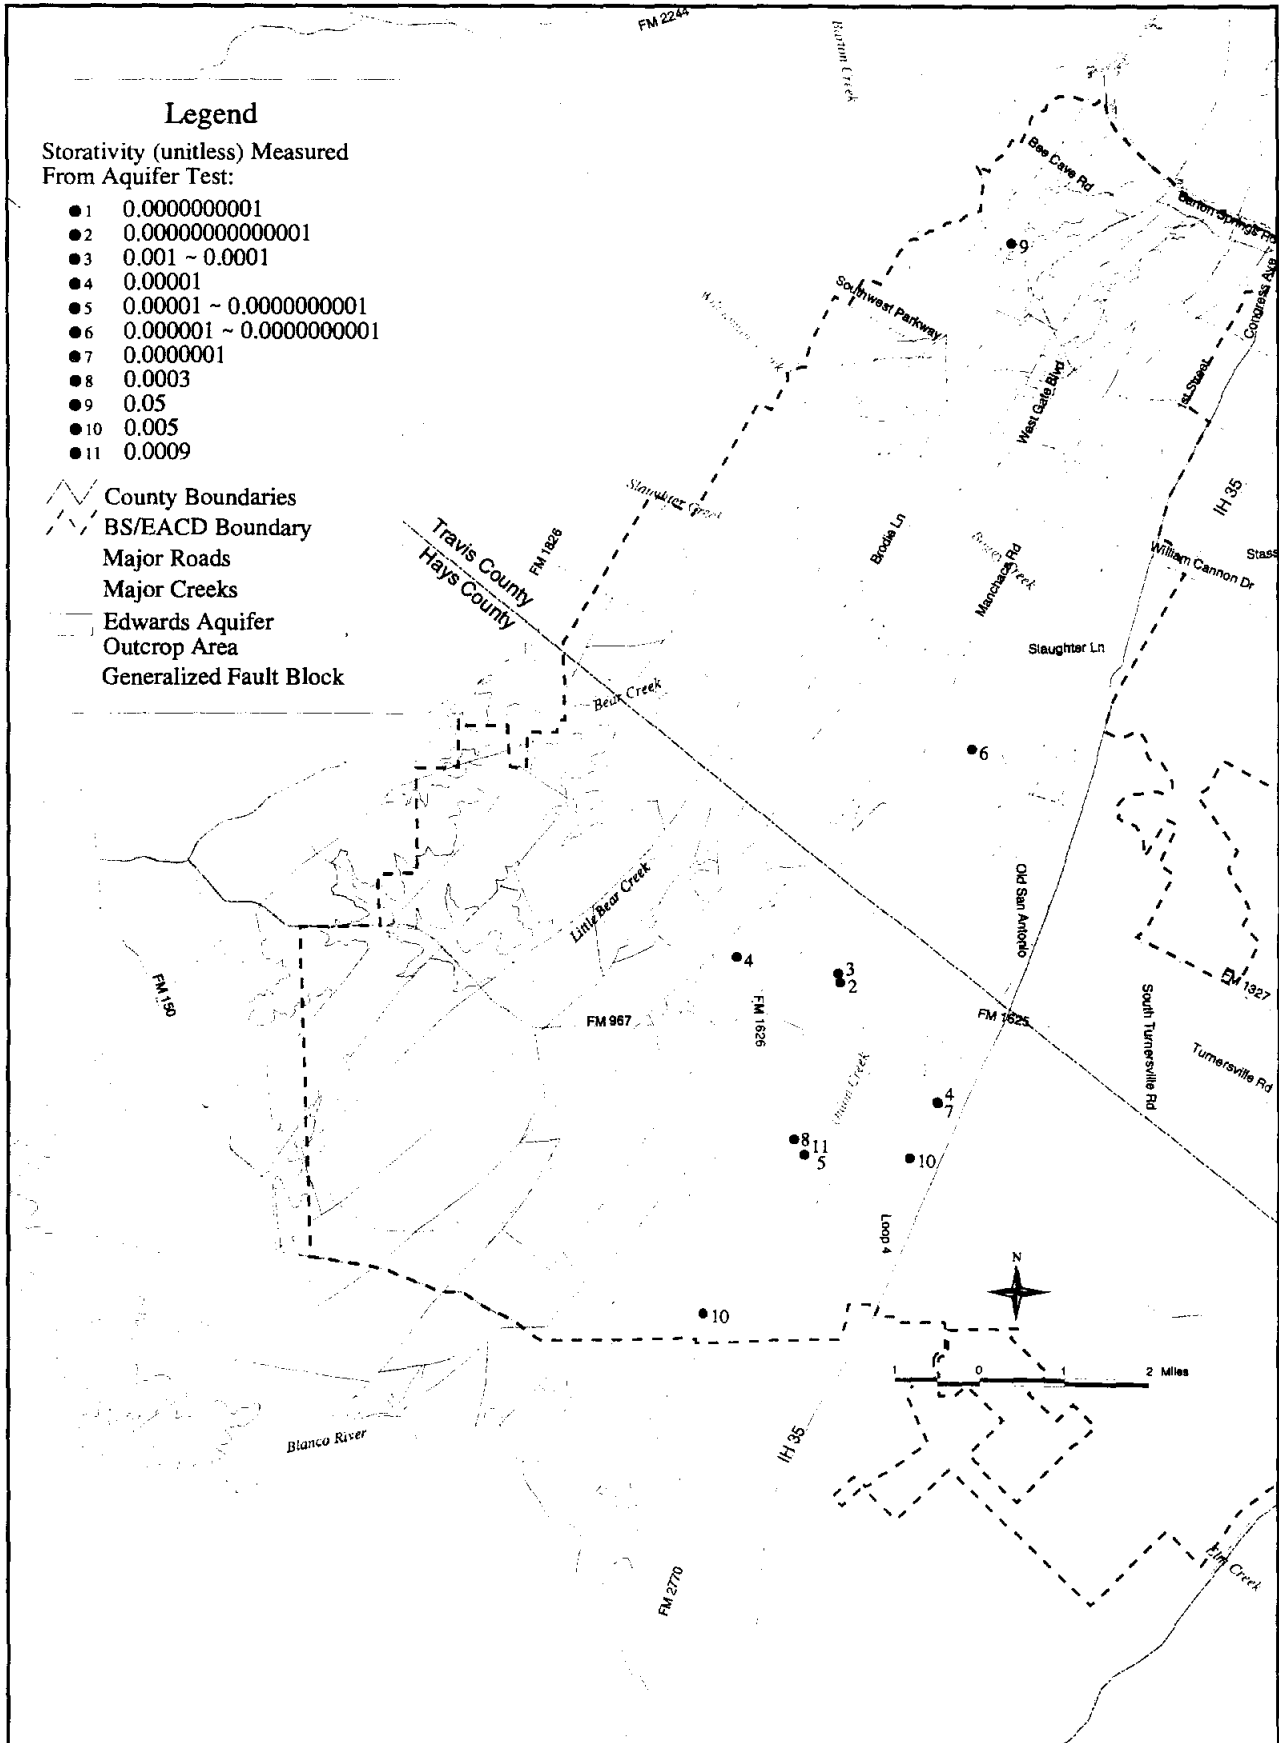 FM 2244
Barton Creek
Legend
Storativity (unitless) Measured
From Aquifer Test:
1 0.0000000001
2 0.00000000000001
3 0.001 ~ 0.0001
4 0.00001
5 0.00001 ~ 0.0000000001
6 0.000001 ~ 0.0000000001
7 0.0000001
8 0.0003
9 0.05
10 0.005
11 0.0009
County Boundaries
BS/EACD Boundary
Major Roads
Major Creeks
Edwards Aquifer
Outcrop Area
Generalized Fault Block
Bee Cave Rd
Barton Springs Rd
9
Congress Ave
Southwest Parkway
West Gate Blvd
1st Street
IH 35
Slaughter Creek
Travis County
Hays County
FM 1826
Brodie Ln
Boggy Creek
Manchaca Rd
William Cannon Dr
Stass
Slaughter Ln
Bear Creek
6
Little Bear Creek
Old San Antonio
4
3
2
FM 150
FM 967
FM 1626
FM 1625
FM 1327
South Turnersville Rd
Turnersville Rd
Onion Creek
4
7
8
11
5
10
Loop 4
N
10
1 0 1 2 Miles
Blanco River
IH 35
FM 2770
Elm Creek